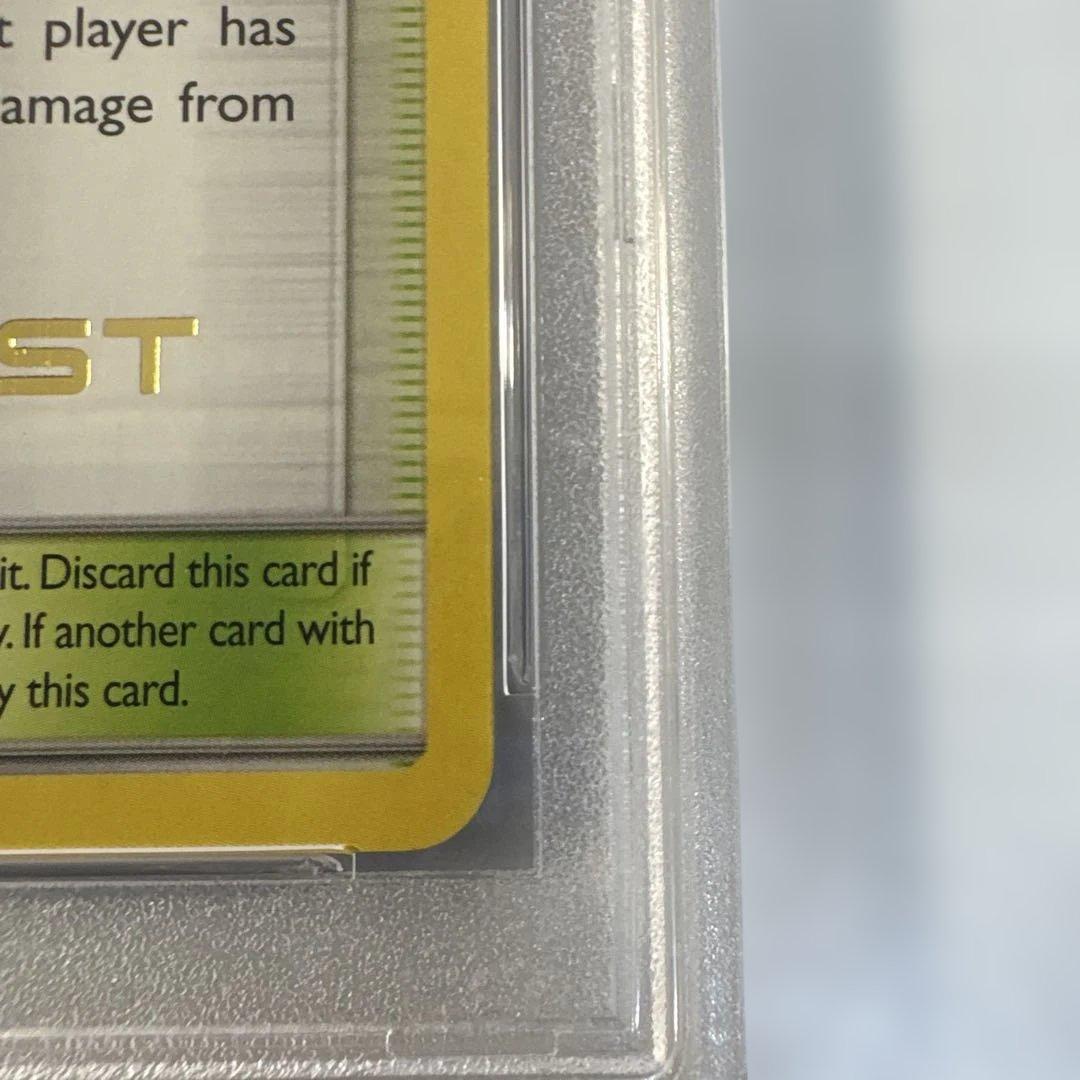 t player has
amage from
ST
it. Discard this card if
y. If another card with
y this card.